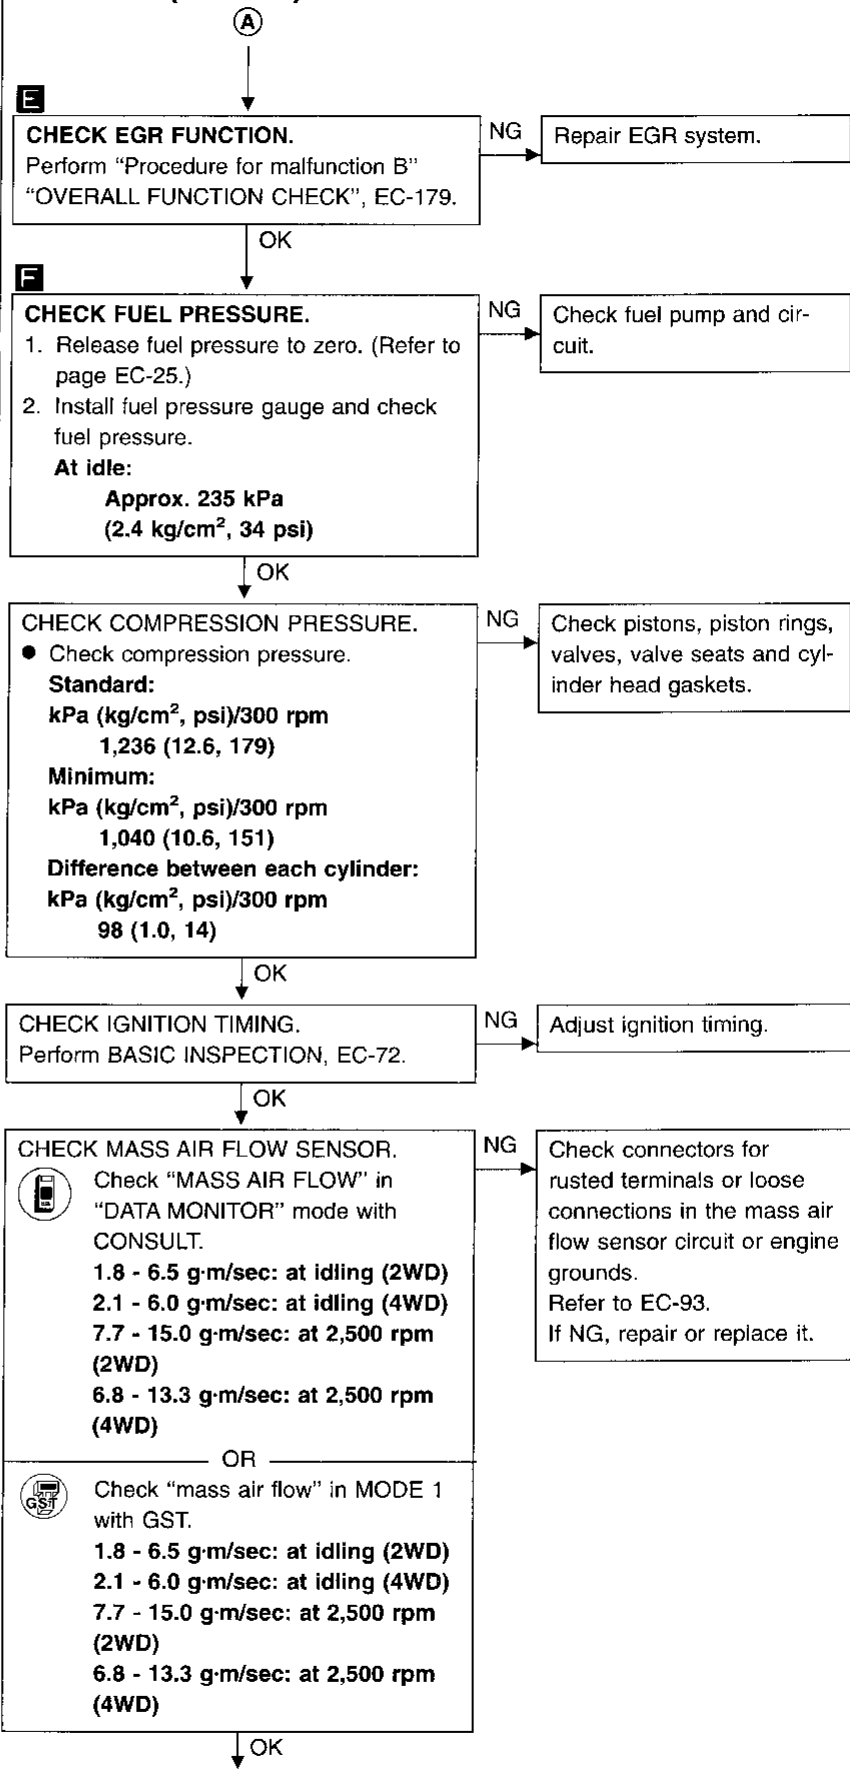 A
E
CHECK EGR FUNCTION.
Perform “Procedure for malfunction B”
“OVERALL FUNCTION CHECK”, EC-179.
NG
Repair EGR system.
OK
F
CHECK FUEL PRESSURE.
1. Release fuel pressure to zero. (Refer to
page EC-25.)
2. Install fuel pressure gauge and check
fuel pressure.
At idle:
Approx. 235 kPa
(2.4 kg/cm², 34 psi)
NG
Check fuel pump and cir-
cuit.
OK
CHECK COMPRESSION PRESSURE.
● Check compression pressure.
Standard:
kPa (kg/cm², psi)/300 rpm
1,236 (12.6, 179)
Minimum:
kPa (kg/cm², psi)/300 rpm
1,040 (10.6, 151)
Difference between each cylinder:
kPa (kg/cm², psi)/300 rpm
98 (1.0, 14)
NG
Check pistons, piston rings,
valves, valve seats and cyl-
inder head gaskets.
OK
CHECK IGNITION TIMING.
Perform BASIC INSPECTION, EC-72.
NG
Adjust ignition timing.
OK
CHECK MASS AIR FLOW SENSOR.
Check “MASS AIR FLOW” in
“DATA MONITOR” mode with
CONSULT.
1.8 - 6.5 g·m/sec: at idling (2WD)
2.1 - 6.0 g·m/sec: at idling (4WD)
7.7 - 15.0 g·m/sec: at 2,500 rpm
(2WD)
6.8 - 13.3 g·m/sec: at 2,500 rpm
(4WD)
NG
Check connectors for
rusted terminals or loose
connections in the mass air
flow sensor circuit or engine
grounds.
Refer to EC-93.
If NG, repair or replace it.
OR
GST
Check “mass air flow” in MODE 1
with GST.
1.8 - 6.5 g·m/sec: at idling (2WD)
2.1 - 6.0 g·m/sec: at idling (4WD)
7.7 - 15.0 g·m/sec: at 2,500 rpm
(2WD)
6.8 - 13.3 g·m/sec: at 2,500 rpm
(4WD)
OK